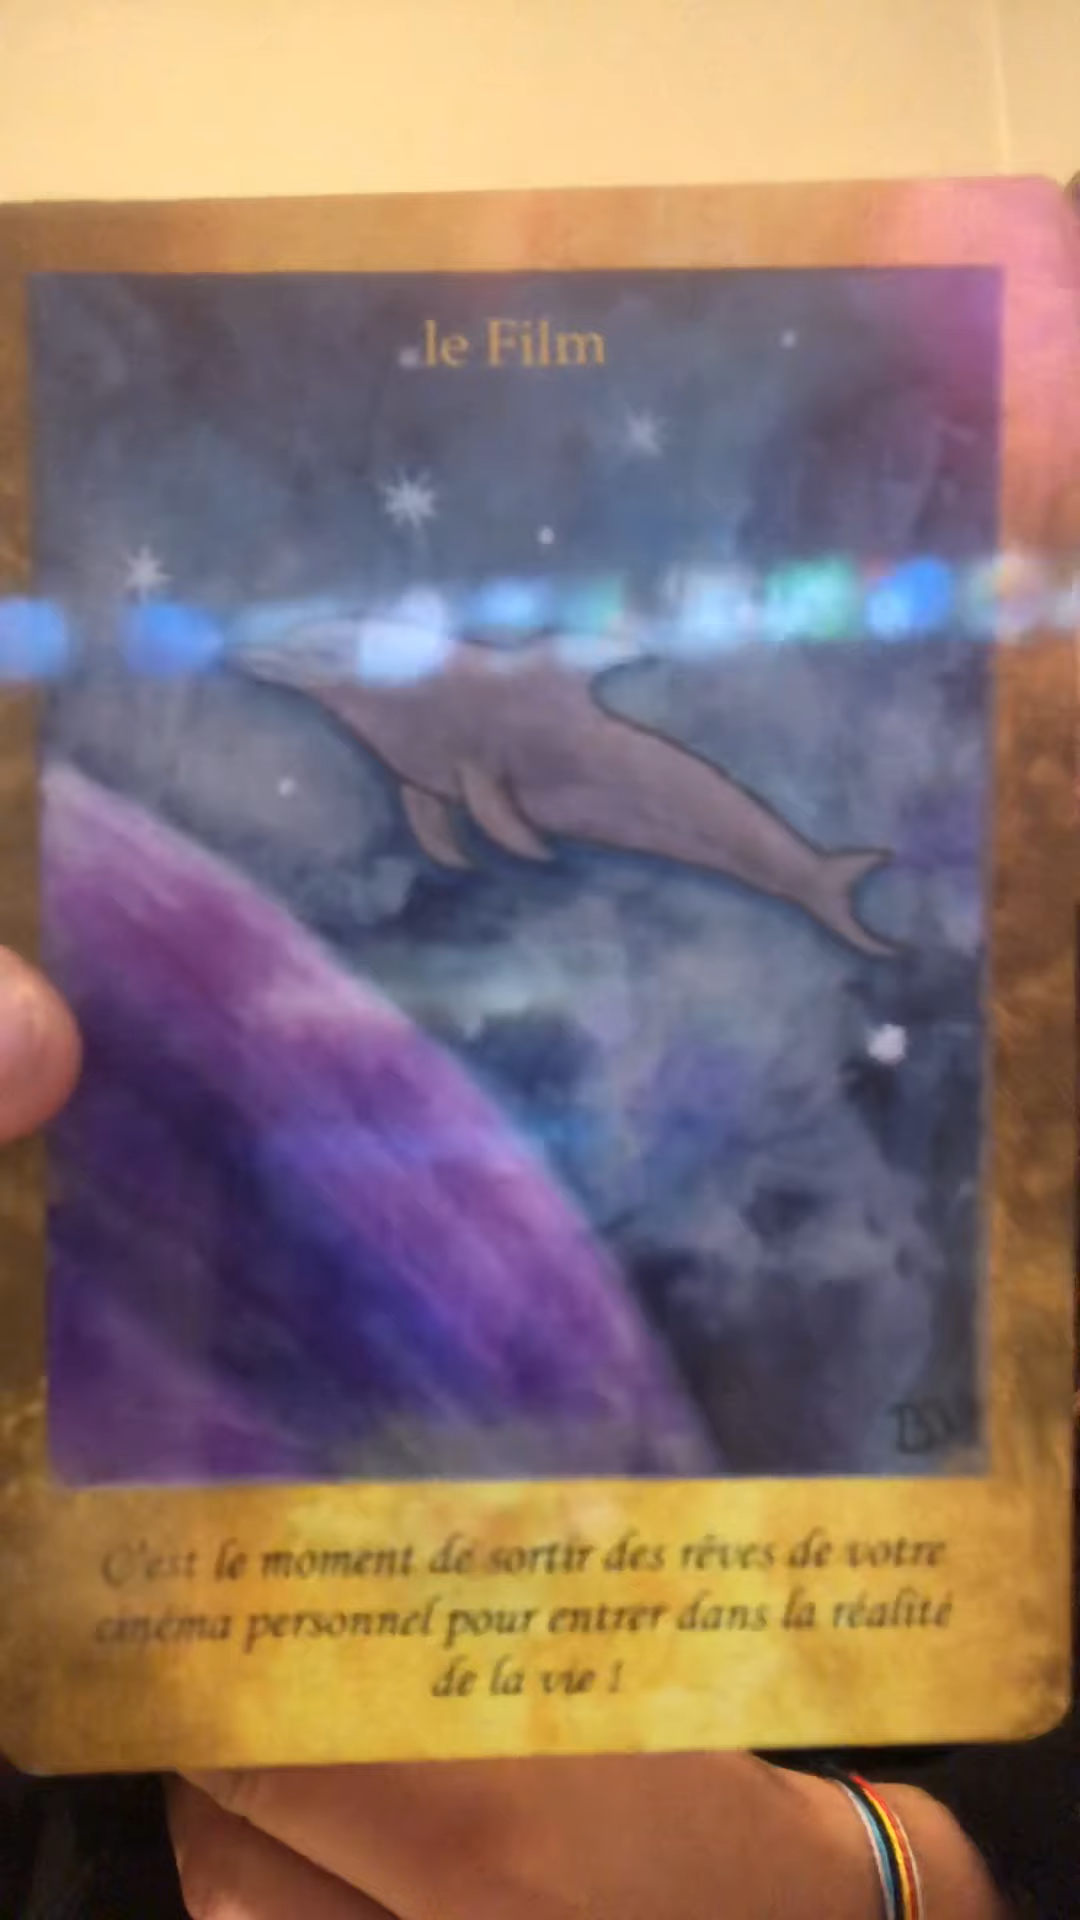 le Film
C'est le moment de sortir des rêves de votre
cinéma personnel pour entrer dans la réalité
de la vie !